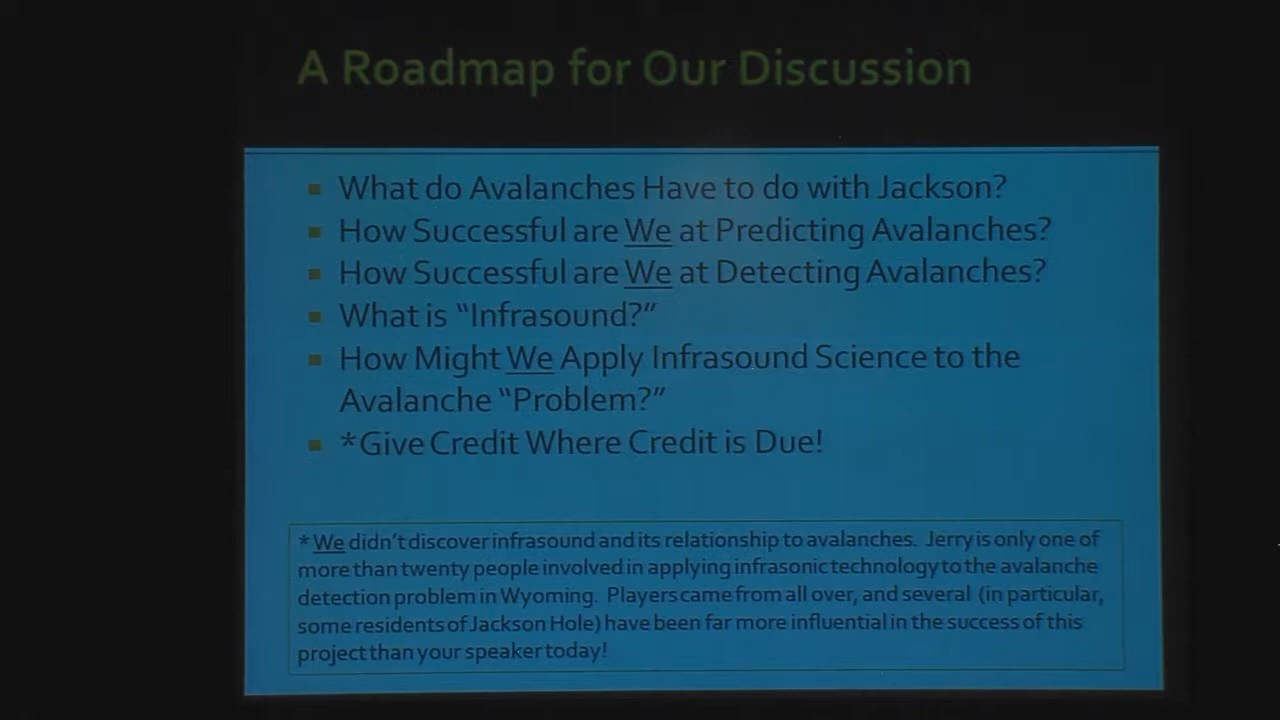 A Roadmap for Our Discussion
What do Avalanches Have to do with Jackson?
How Successful are We at Predicting Avalanches?
How Successful are We at Detecting Avalanches?
What is “Infrasound?”
How Might We Apply Infrasound Science to the
Avalanche “Problem?”
*Give Credit Where Credit is Due!
* We didn’t discover infrasound and its relationship to avalanches. Jerry is only one of
more than twenty people involved in applying infrasonic technology to the avalanche
detection problem in Wyoming. Players came from all over, and several (in particular,
some residents of Jackson Hole) have been far more influential in the success of this
project than your speaker today!